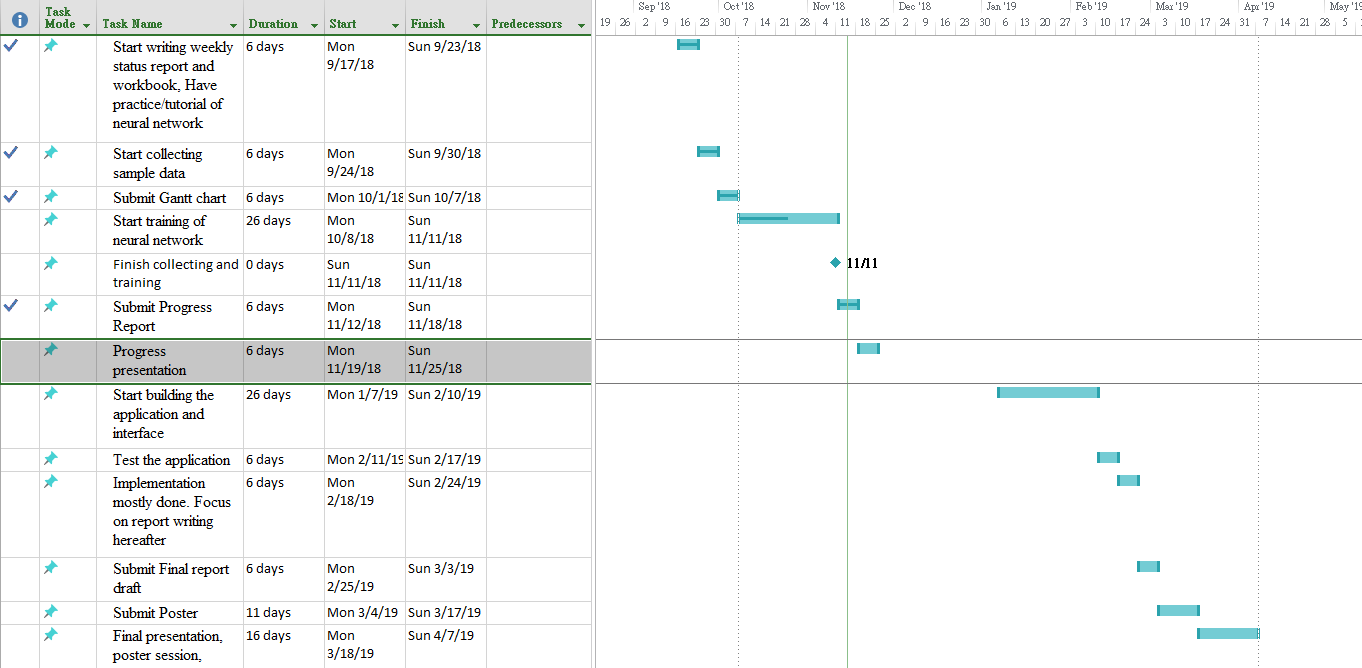 Task Mode Task Name Duration Start Finish Predecessors
Sep '18 Oct '18 Nov '18 Dec '18 Jan '19 Feb '19 Mar '19 Apr '19 May '19
19 26 2 9 16 23 30 7 14 21 28 4 11 18 25 2 9 16 23 30 6 13 20 27 3 10 17 24 3 10 17 24 31 7 14 21 28 5
Start writing weekly 6 days Mon Sun 9/23/18
status report and 9/17/18
workbook, Have
practice/tutorial of
neural network
Start collecting 6 days Mon Sun 9/30/18
sample data 9/24/18
Submit Gantt chart 6 days Mon 10/1/18 Sun 10/7/18
Start training of 26 days Mon Sun
neural network 10/8/18 11/11/18
Finish collecting and 0 days Sun Sun 11/11
training 11/11/18 11/11/18
Submit Progress 6 days Mon Sun
Report 11/12/18 11/18/18
Progress 6 days Mon Sun
presentation 11/19/18 11/25/18
Start building the 26 days Mon 1/7/19 Sun 2/10/19
application and
interface
Test the application 6 days Mon 2/11/19 Sun 2/17/19
Implementation 6 days Mon Sun 2/24/19
mostly done. Focus 2/18/19
on report writing
hereafter
Submit Final report 6 days Mon Sun 3/3/19
draft 2/25/19
Submit Poster 11 days Mon 3/4/19 Sun 3/17/19
Final presentation, 16 days Mon Sun 4/7/19
poster session, 3/18/19